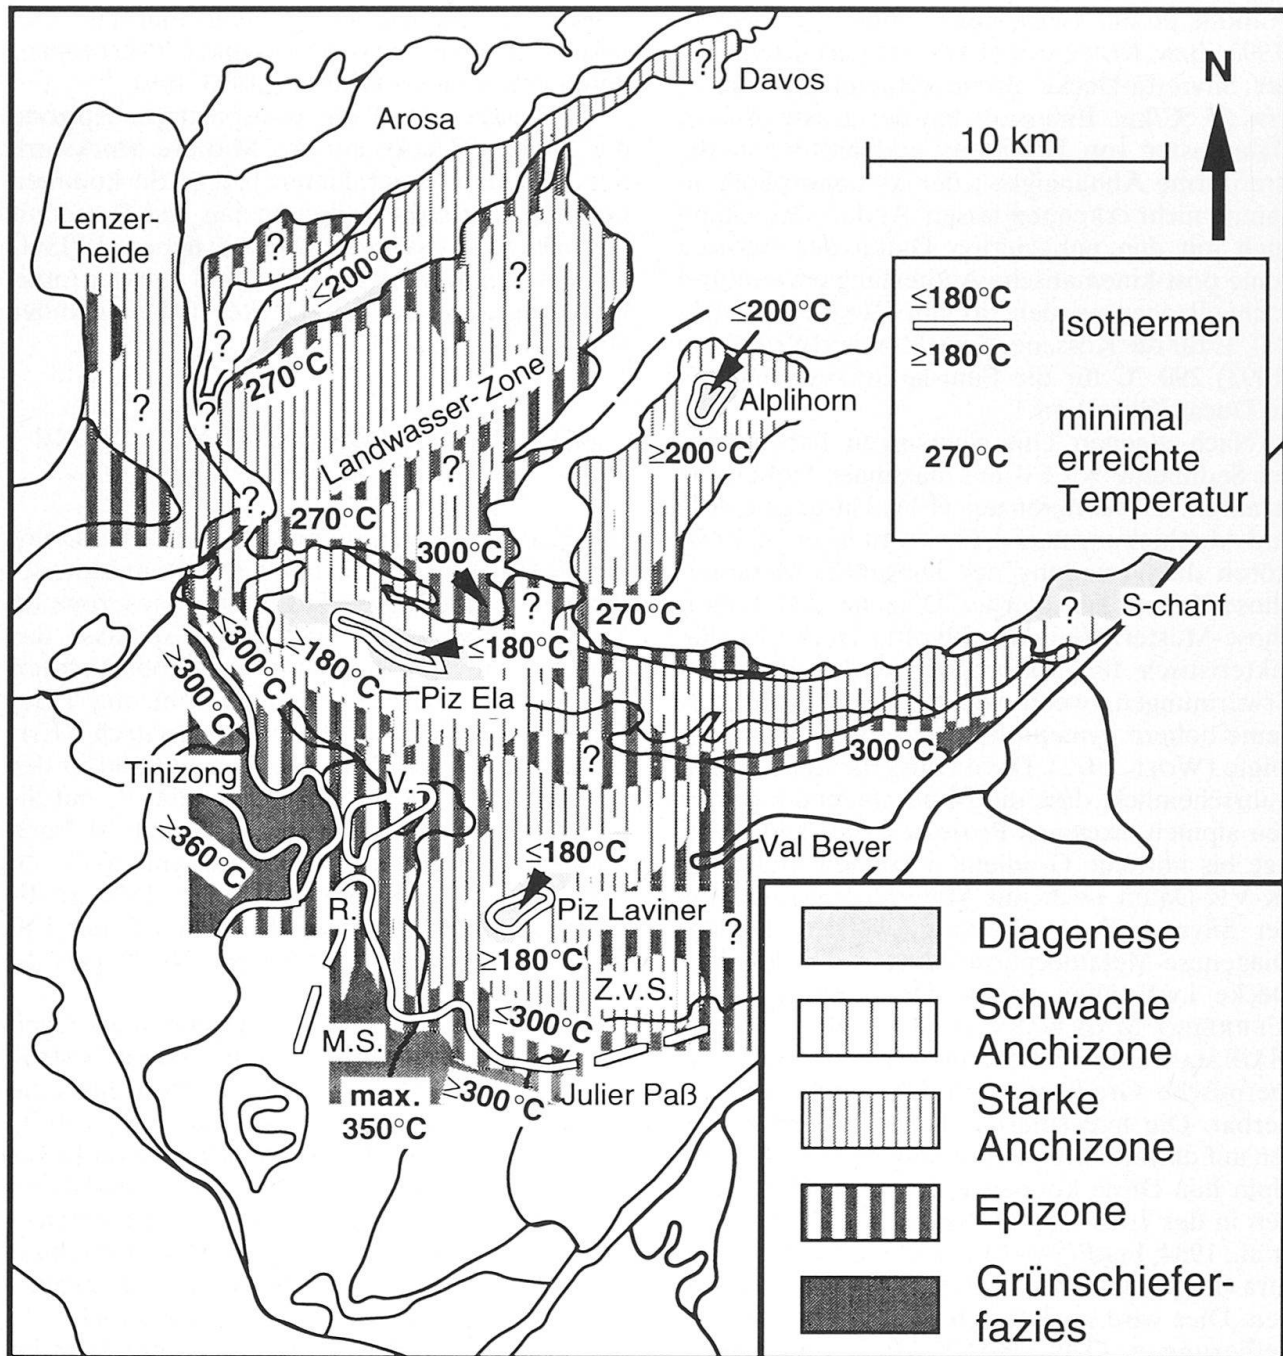 Davos
?
N
Arosa
10 km
Lenzer-
heide
?
?
≤200°C
?
≤200°C
≤180°C
Isothermen
≥180°C
?
270°C
Alplihorn
minimal
270°C
erreichte
Temperatur
?
?
Landwasser-Zone
≥200°C
?
?
270°C
300°C
?
270°C
?
S-chanf
≤300°C
≥180°C
≤180°C
≥300°C
Piz Ela
300°C
Tinizong
V.
?
≥360°C
Val Bever
≤180°C
R.
Piz Laviner
?
≥180°C
Z.v.S.
≤300°C
M.S.
max.
350°C
≥300°C
Julier Paß
Diagenese
Schwache
Anchizone
Starke
Anchizone
Epizone
Grünschiefer-
fazies